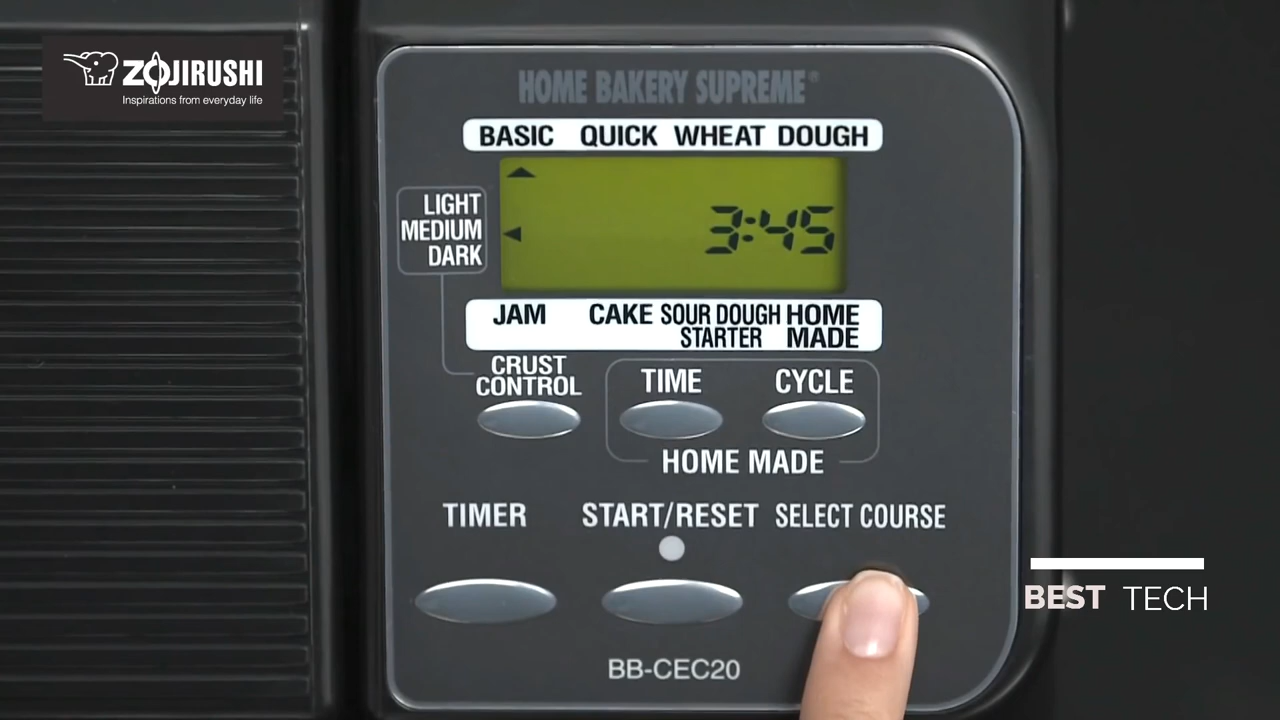 ZOJIRUSHI
Inspirations from everyday life
HOME BAKERY SUPREME®
BASIC QUICK WHEAT DOUGH
LIGHT
MEDIUM
DARK
3:45
JAM CAKE SOUR DOUGH STARTER HOME MADE
CRUST CONTROL
TIME CYCLE
HOME MADE
TIMER START/RESET SELECT COURSE
BEST TECH
BB-CEC20